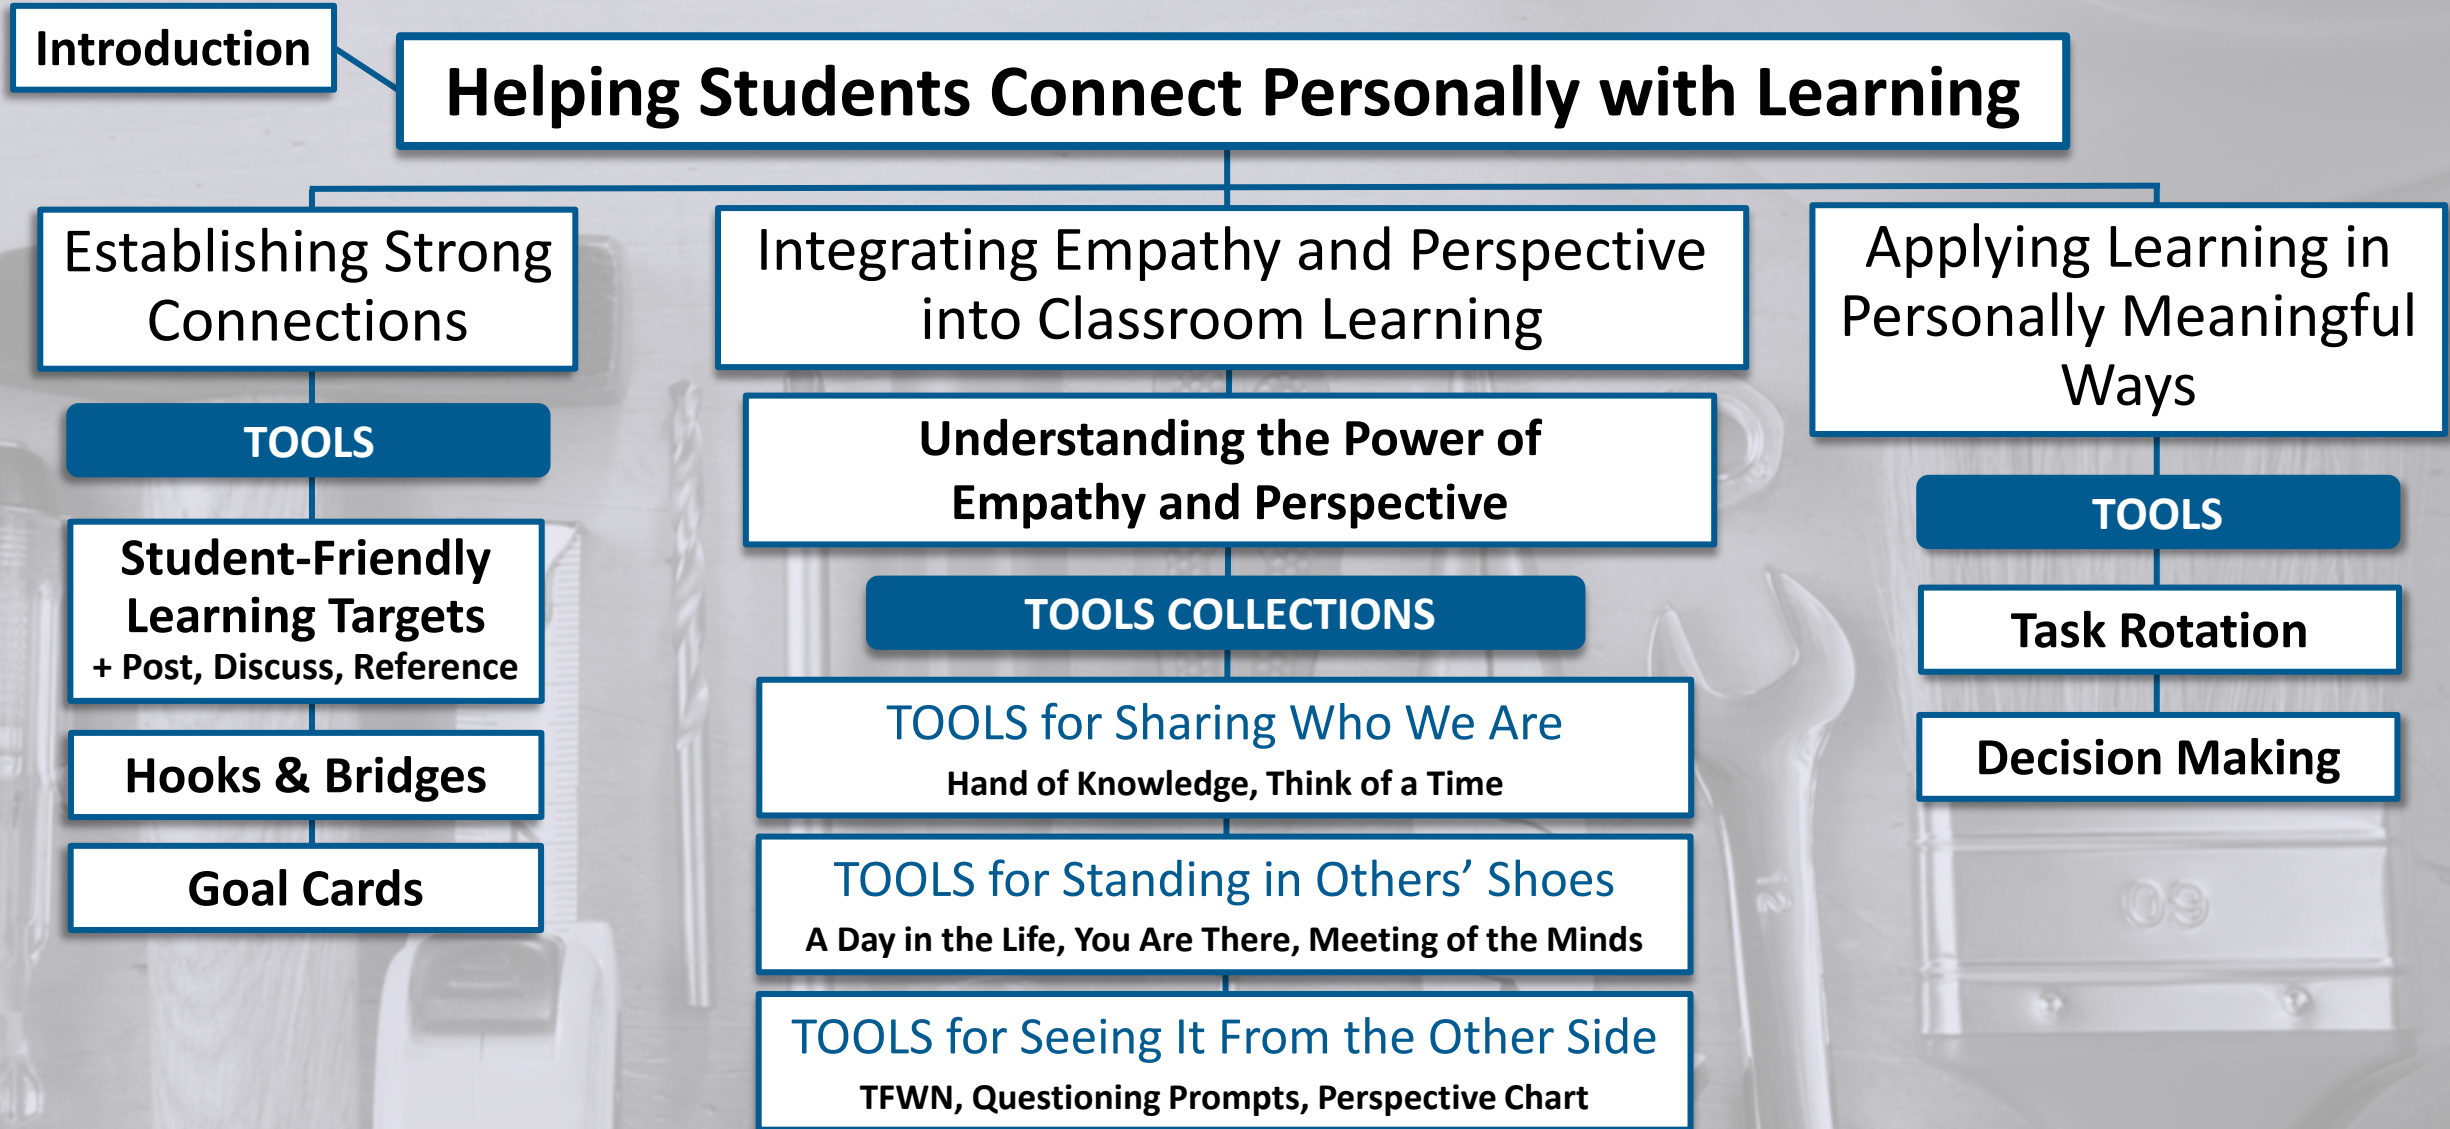 Introduction
Helping Students Connect Personally with Learning
Establishing Strong
Connections
TOOLS
Student-Friendly
Learning Targets
+ Post, Discuss, Reference
Hooks & Bridges
Goal Cards
Integrating Empathy and Perspective
into Classroom Learning
Understanding the Power of
Empathy and Perspective
TOOLS COLLECTIONS
TOOLS for Sharing Who We Are
Hand of Knowledge, Think of a Time
TOOLS for Standing in Others’ Shoes
A Day in the Life, You Are There, Meeting of the Minds
TOOLS for Seeing It From the Other Side
TFWN, Questioning Prompts, Perspective Chart
Applying Learning in
Personally Meaningful
Ways
TOOLS
Task Rotation
Decision Making
12
60